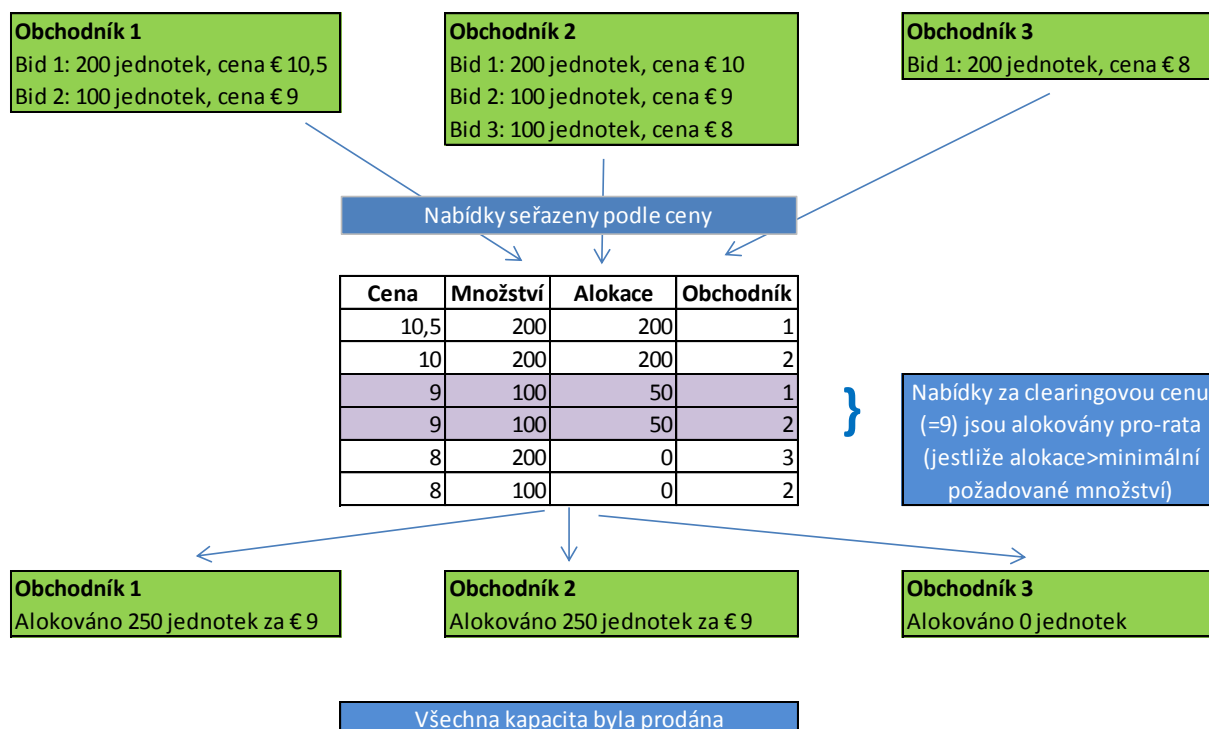 Obchodník 1
Bid 1: 200 jednotek, cena € 10,5
Bid 2: 100 jednotek, cena € 9
Obchodník 2
Bid 1: 200 jednotek, cena € 10
Bid 2: 100 jednotek, cena € 9
Bid 3: 100 jednotek, cena € 8
Obchodník 3
Bid 1: 200 jednotek, cena € 8
Nabídky seřazeny podle ceny
Cena Množství Alokace Obchodník
10,5 200 200 1
10 200 200 2
9 100 50 1
9 100 50 2
8 200 0 3
8 100 0 2
}
Nabídky za clearingovou cenu
(=9) jsou alokovány pro-rata
(jestliže alokace>minimální
požadované množství)
Obchodník 1
Alokováno 250 jednotek za € 9
Obchodník 2
Alokováno 250 jednotek za € 9
Obchodník 3
Alokováno 0 jednotek
Všechna kapacita byla prodána